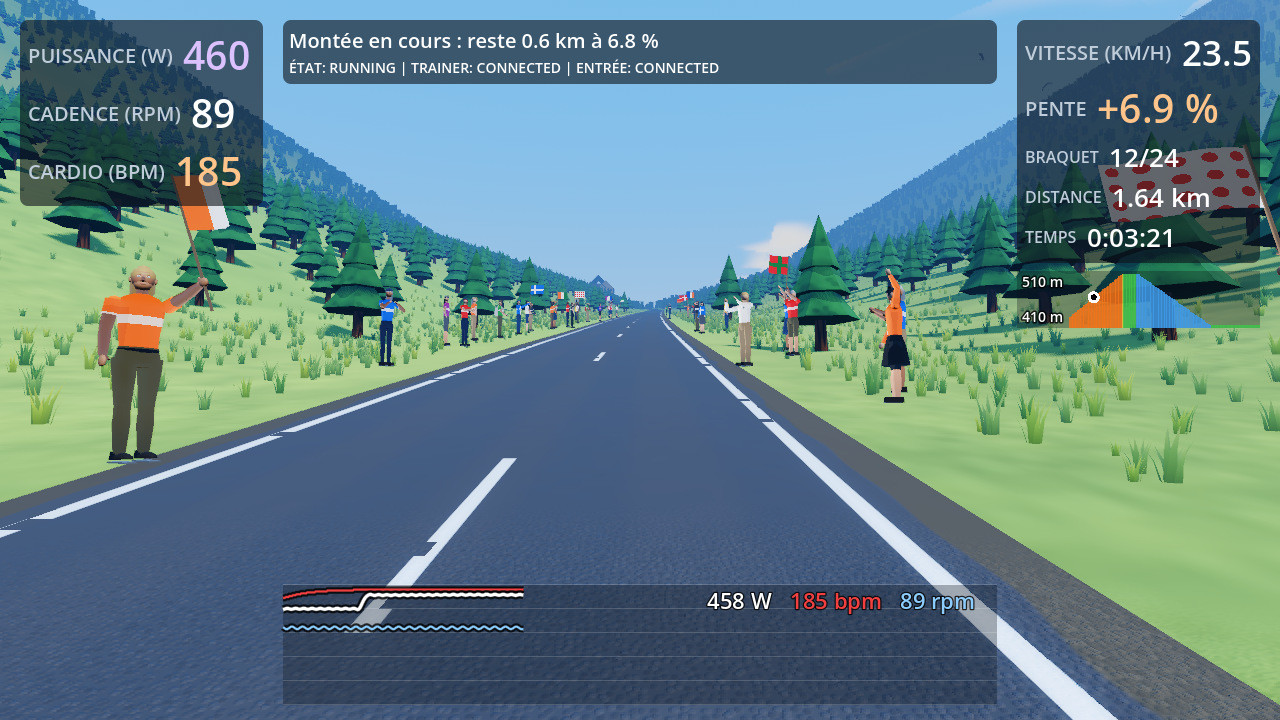 PUISSANCE (W) 460
CADENCE (RPM) 89
CARDIO (BPM) 185
Montée en cours : reste 0.6 km à 6.8 %
ÉTAT: RUNNING | TRAINER: CONNECTED | ENTRÉE: CONNECTED
VITESSE (KM/H) 23.5
PENTE +6.9 %
BRAQUET 12/24
DISTANCE 1.64 km
TEMPS 0:03:21
510 m
410 m
458 W 185 bpm 89 rpm